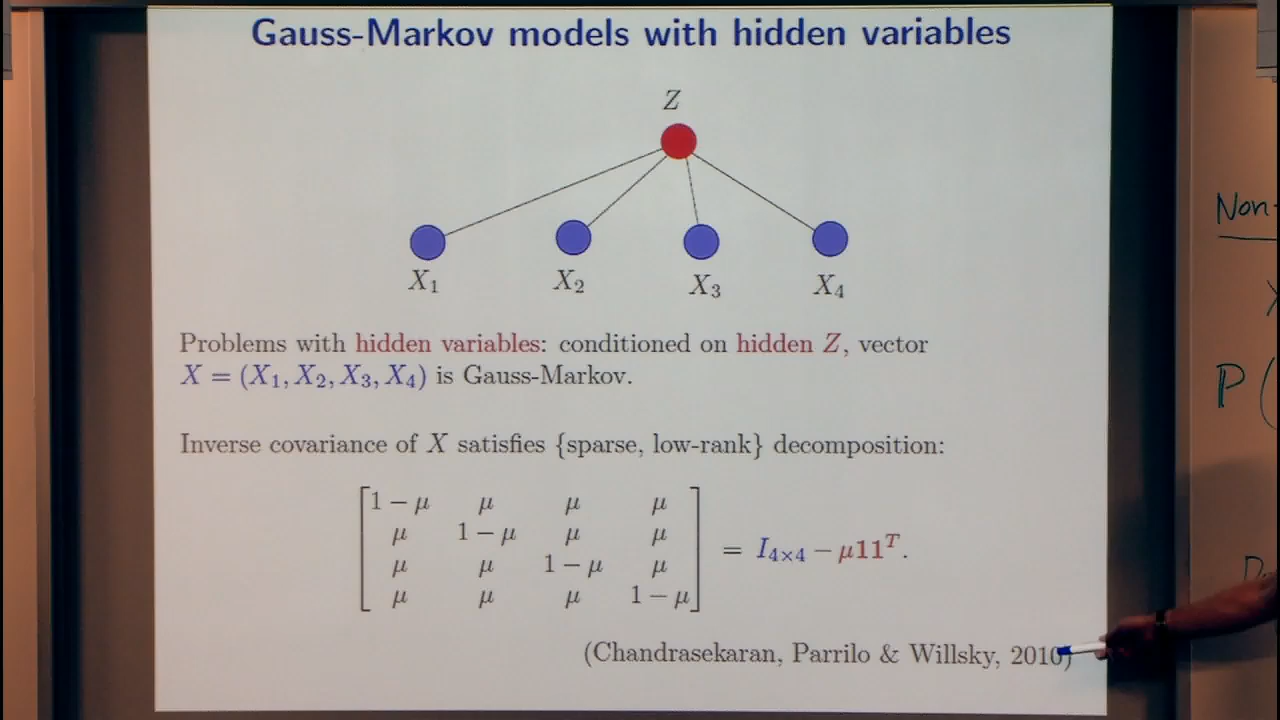 Gauss-Markov models with hidden variables
Z
X₁ X₂ X₃ X₄
Problems with hidden variables: conditioned on hidden Z, vector
X = (X₁, X₂, X₃, X₄) is Gauss-Markov.
Inverse covariance of X satisfies {sparse, low-rank} decomposition:
[1 − μ μ μ μ
μ 1 − μ μ μ
μ μ 1 − μ μ
μ μ μ 1 − μ] = I₄ₓ₄ − μ11ᵀ.
(Chandrasekaran, Parrilo & Willsky, 2010)
Non-
P (